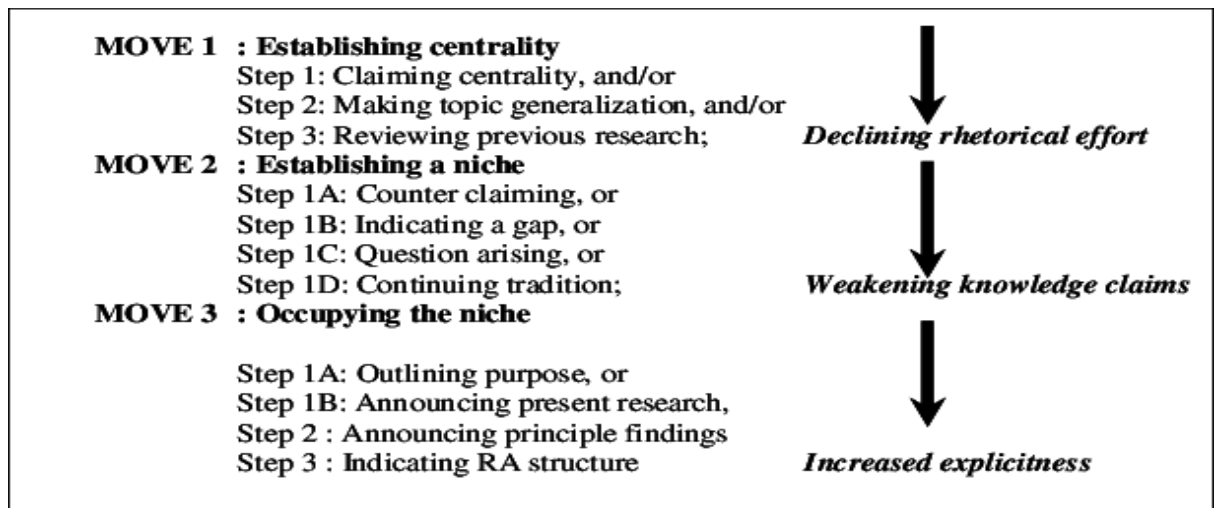 MOVE 1 : Establishing centrality
Step 1: Claiming centrality, and/or
Step 2: Making topic generalization, and/or
Step 3: Reviewing previous research; Declining rhetorical effort
MOVE 2 : Establishing a niche
Step 1A: Counter claiming, or
Step 1B: Indicating a gap, or
Step 1C: Question arising, or
Step 1D: Continuing tradition; Weakening knowledge claims
MOVE 3 : Occupying the niche
Step 1A: Outlining purpose, or
Step 1B: Announcing present research,
Step 2 : Announcing principle findings
Step 3 : Indicating RA structure Increased explicitness